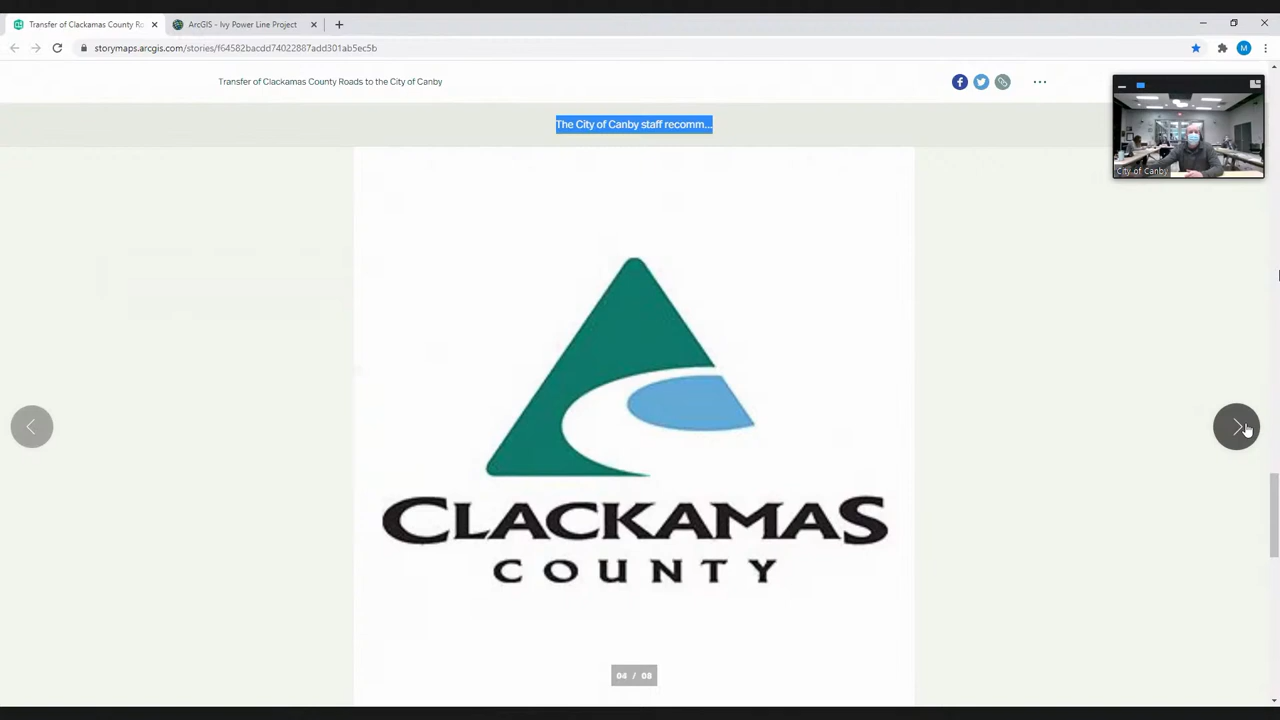 Transfer of Clackamas County Ro
ArcGIS - Ivy Power Line Project
storymaps.arcgis.com/stories/f64582bacdd74022887add301ab5ec5b
M
Transfer of Clackamas County Roads to the City of Canby
The City of Canby staff recomm...
City of Canby
CLACKAMAS
COUNTY
04 / 08